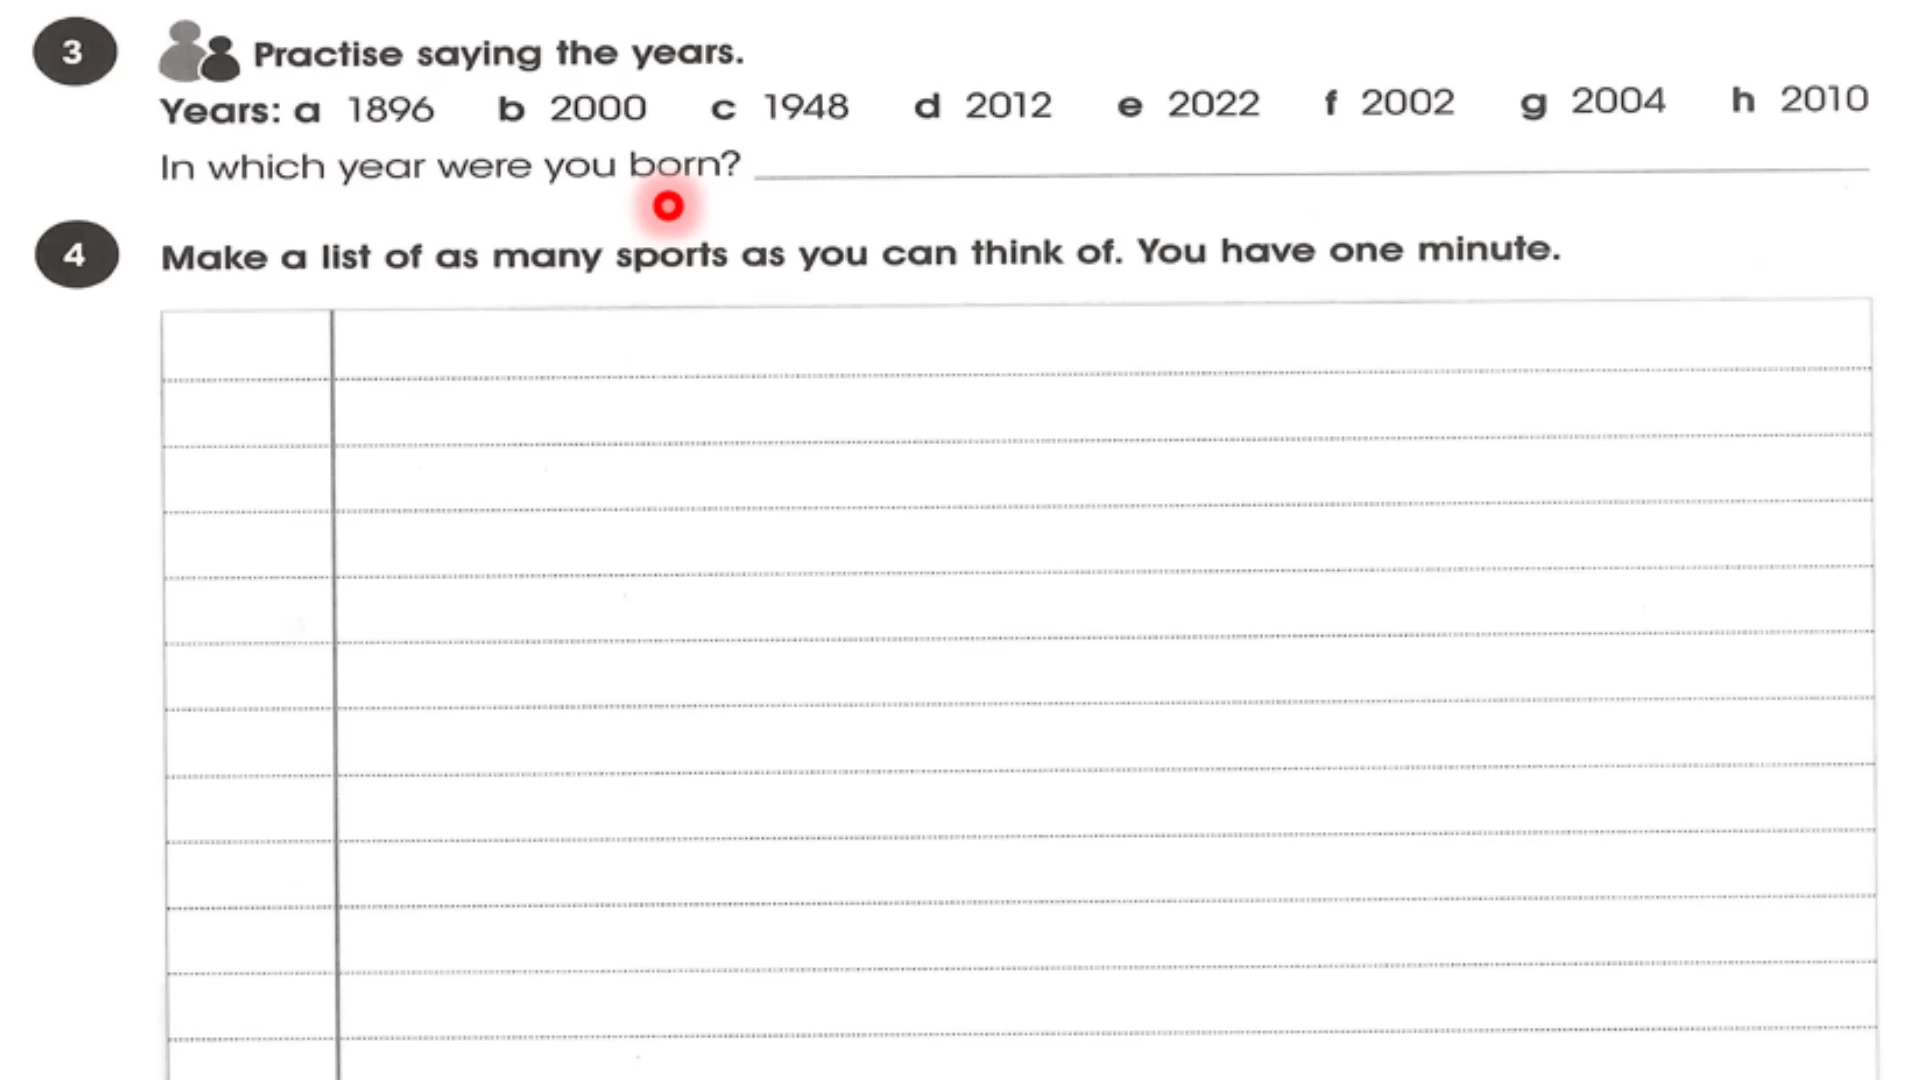 3 Practise saying the years.
Years: a 1896 b 2000 c 1948 d 2012 e 2022 f 2002 g 2004 h 2010
In which year were you born?
4 Make a list of as many sports as you can think of. You have one minute.